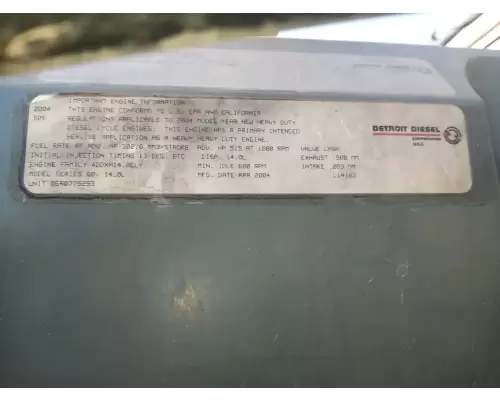 IMPORTANT ENGINE INFORMATION
2004 THIS ENGINE CONFORMS TO U.S. EPA AND CALIFORNIA
50S REGULATIONS APPLICABLE TO 2004 MODEL YEAR NEW HEAVY DUTY
DIESEL CYCLE ENGINES. THIS ENGINE HAS A PRIMARY INTENDED
SERVICE APPLICATION AS A HEAVY HEAVY DUTY ENGINE.
FUEL RATE AT ADV. HP 302.0 MM3/STROKE ADV. HP 515 AT 1800 RPM VALVE LASH
INITIAL INJECTION TIMING 13 DEG. BTC DISP. 14.0L EXHAUST .508 MM
ENGINE FAMILY 4DDXH14.0ELY MIN. IDLE 600 RPM INTAKE .203 MM
MODEL SERIES 60, 14.0L MFG. DATE APR 2004
UNIT 06R0775293
DETROIT DIESEL